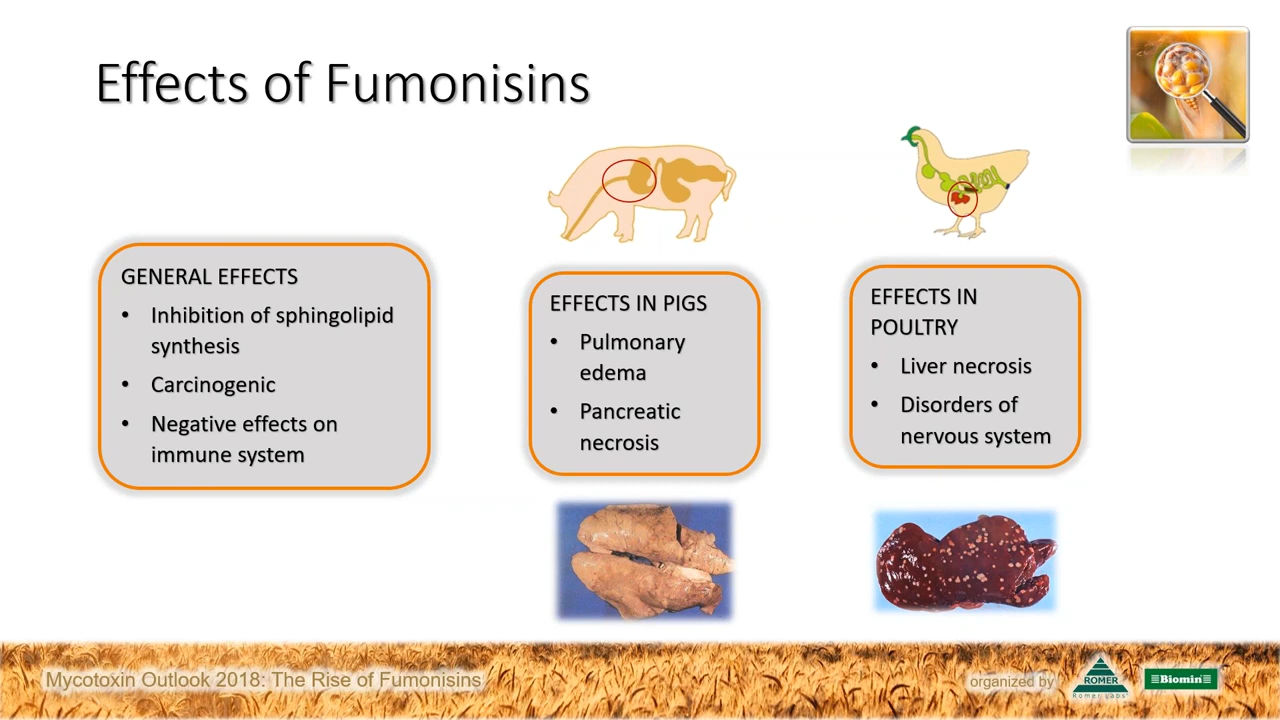 Effects of Fumonisins
GENERAL EFFECTS
• Inhibition of sphingolipid
synthesis
• Carcinogenic
• Negative effects on
immune system
EFFECTS IN PIGS
• Pulmonary
edema
• Pancreatic
necrosis
EFFECTS IN
POULTRY
• Liver necrosis
• Disorders of
nervous system
Mycotoxin Outlook 2018: The Rise of Fumonisins
organized by
ROMER
Romer Labs®
Biomin®